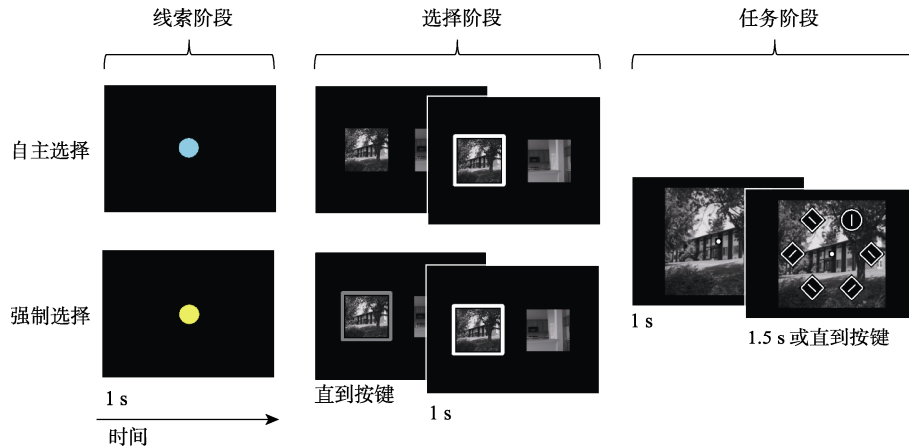 线索阶段
选择阶段
任务阶段
自主选择
强制选择
1 s
直到按键
1 s
1 s
1.5 s 或直到按键
时间